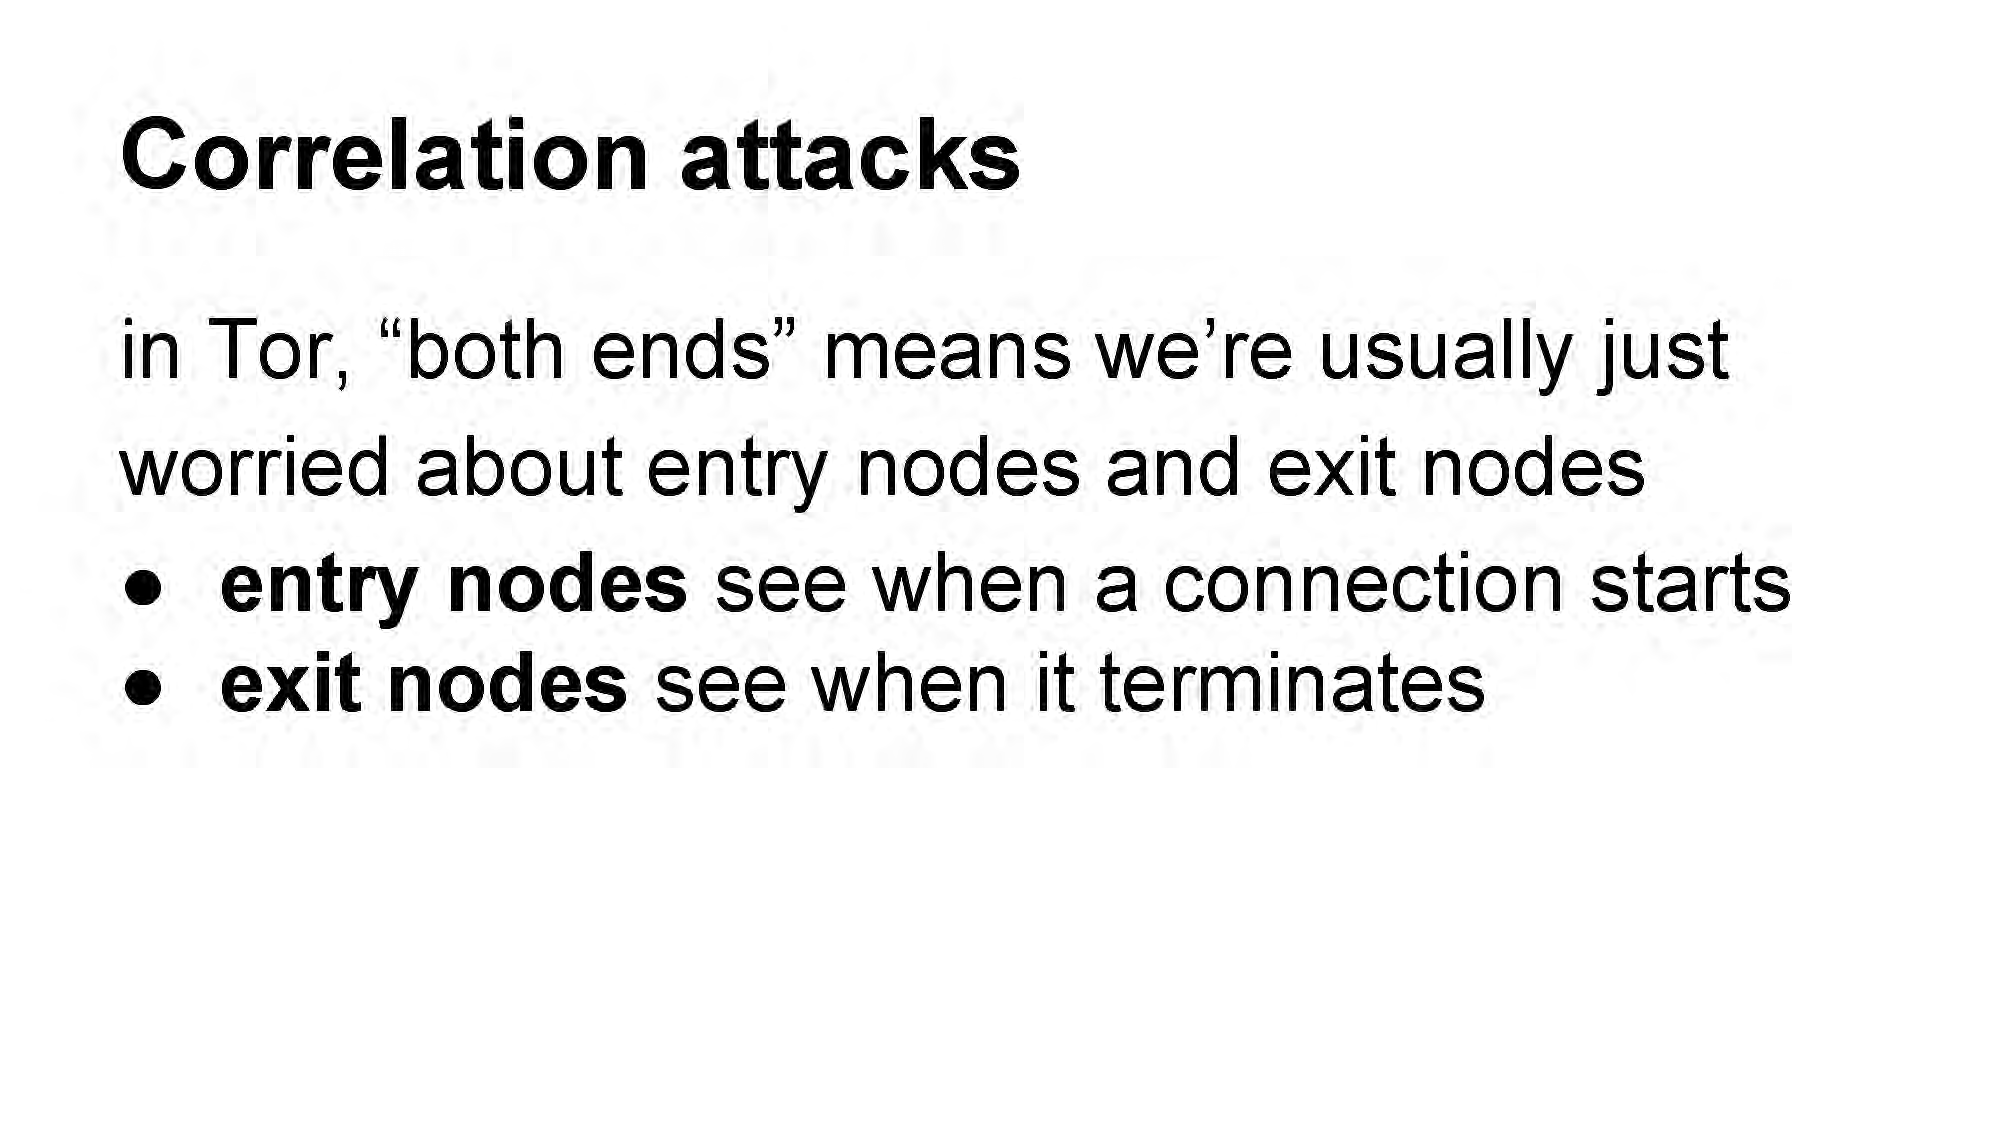 Correlation attacks
in Tor, “both ends” means we’re usually just
worried about entry nodes and exit nodes
● entry nodes see when a connection starts
● exit nodes see when it terminates